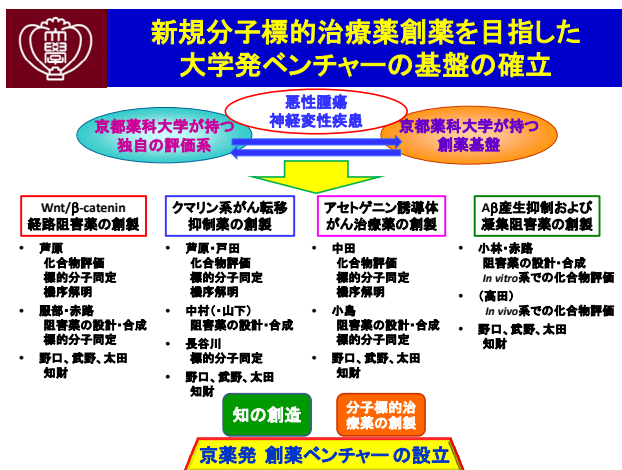 新規分子標的治療薬創薬を目指した
大学発ベンチャーの基盤の確立
悪性腫瘍
神経変性疾患
京都薬科大学が持つ
独自の評価系
京都薬科大学が持つ
創薬基盤
Wnt/β-catenin
経路阻害薬の創製
• 芦原
化合物評価
標的分子同定
機序解明
• 服部・赤路
阻害薬の設計・合成
標的分子同定
• 野口、武野、太田
知財
クマリン系がん転移
抑制薬の創製
• 芦原・戸田
化合物評価
標的分子同定
機序解明
• 中村(・山下)
阻害薬の設計・合成
• 長谷川
標的分子同定
• 野口、武野、太田
知財
アセトゲニン誘導体
がん治療薬の創製
• 中田
化合物評価
標的分子同定
機序解明
• 小島
阻害薬の設計・合成
標的分子同定
• 野口、武野、太田
知財
Aβ産生抑制および
凝集阻害薬の創製
• 小林・赤路
阻害薬の設計・合成
In vitro系での化合物評価
• (高田)
In vivo系での化合物評価
• 野口、武野、太田
知財
知の創造
分子標的治
療薬の創製
京薬発 創薬ベンチャーの設立